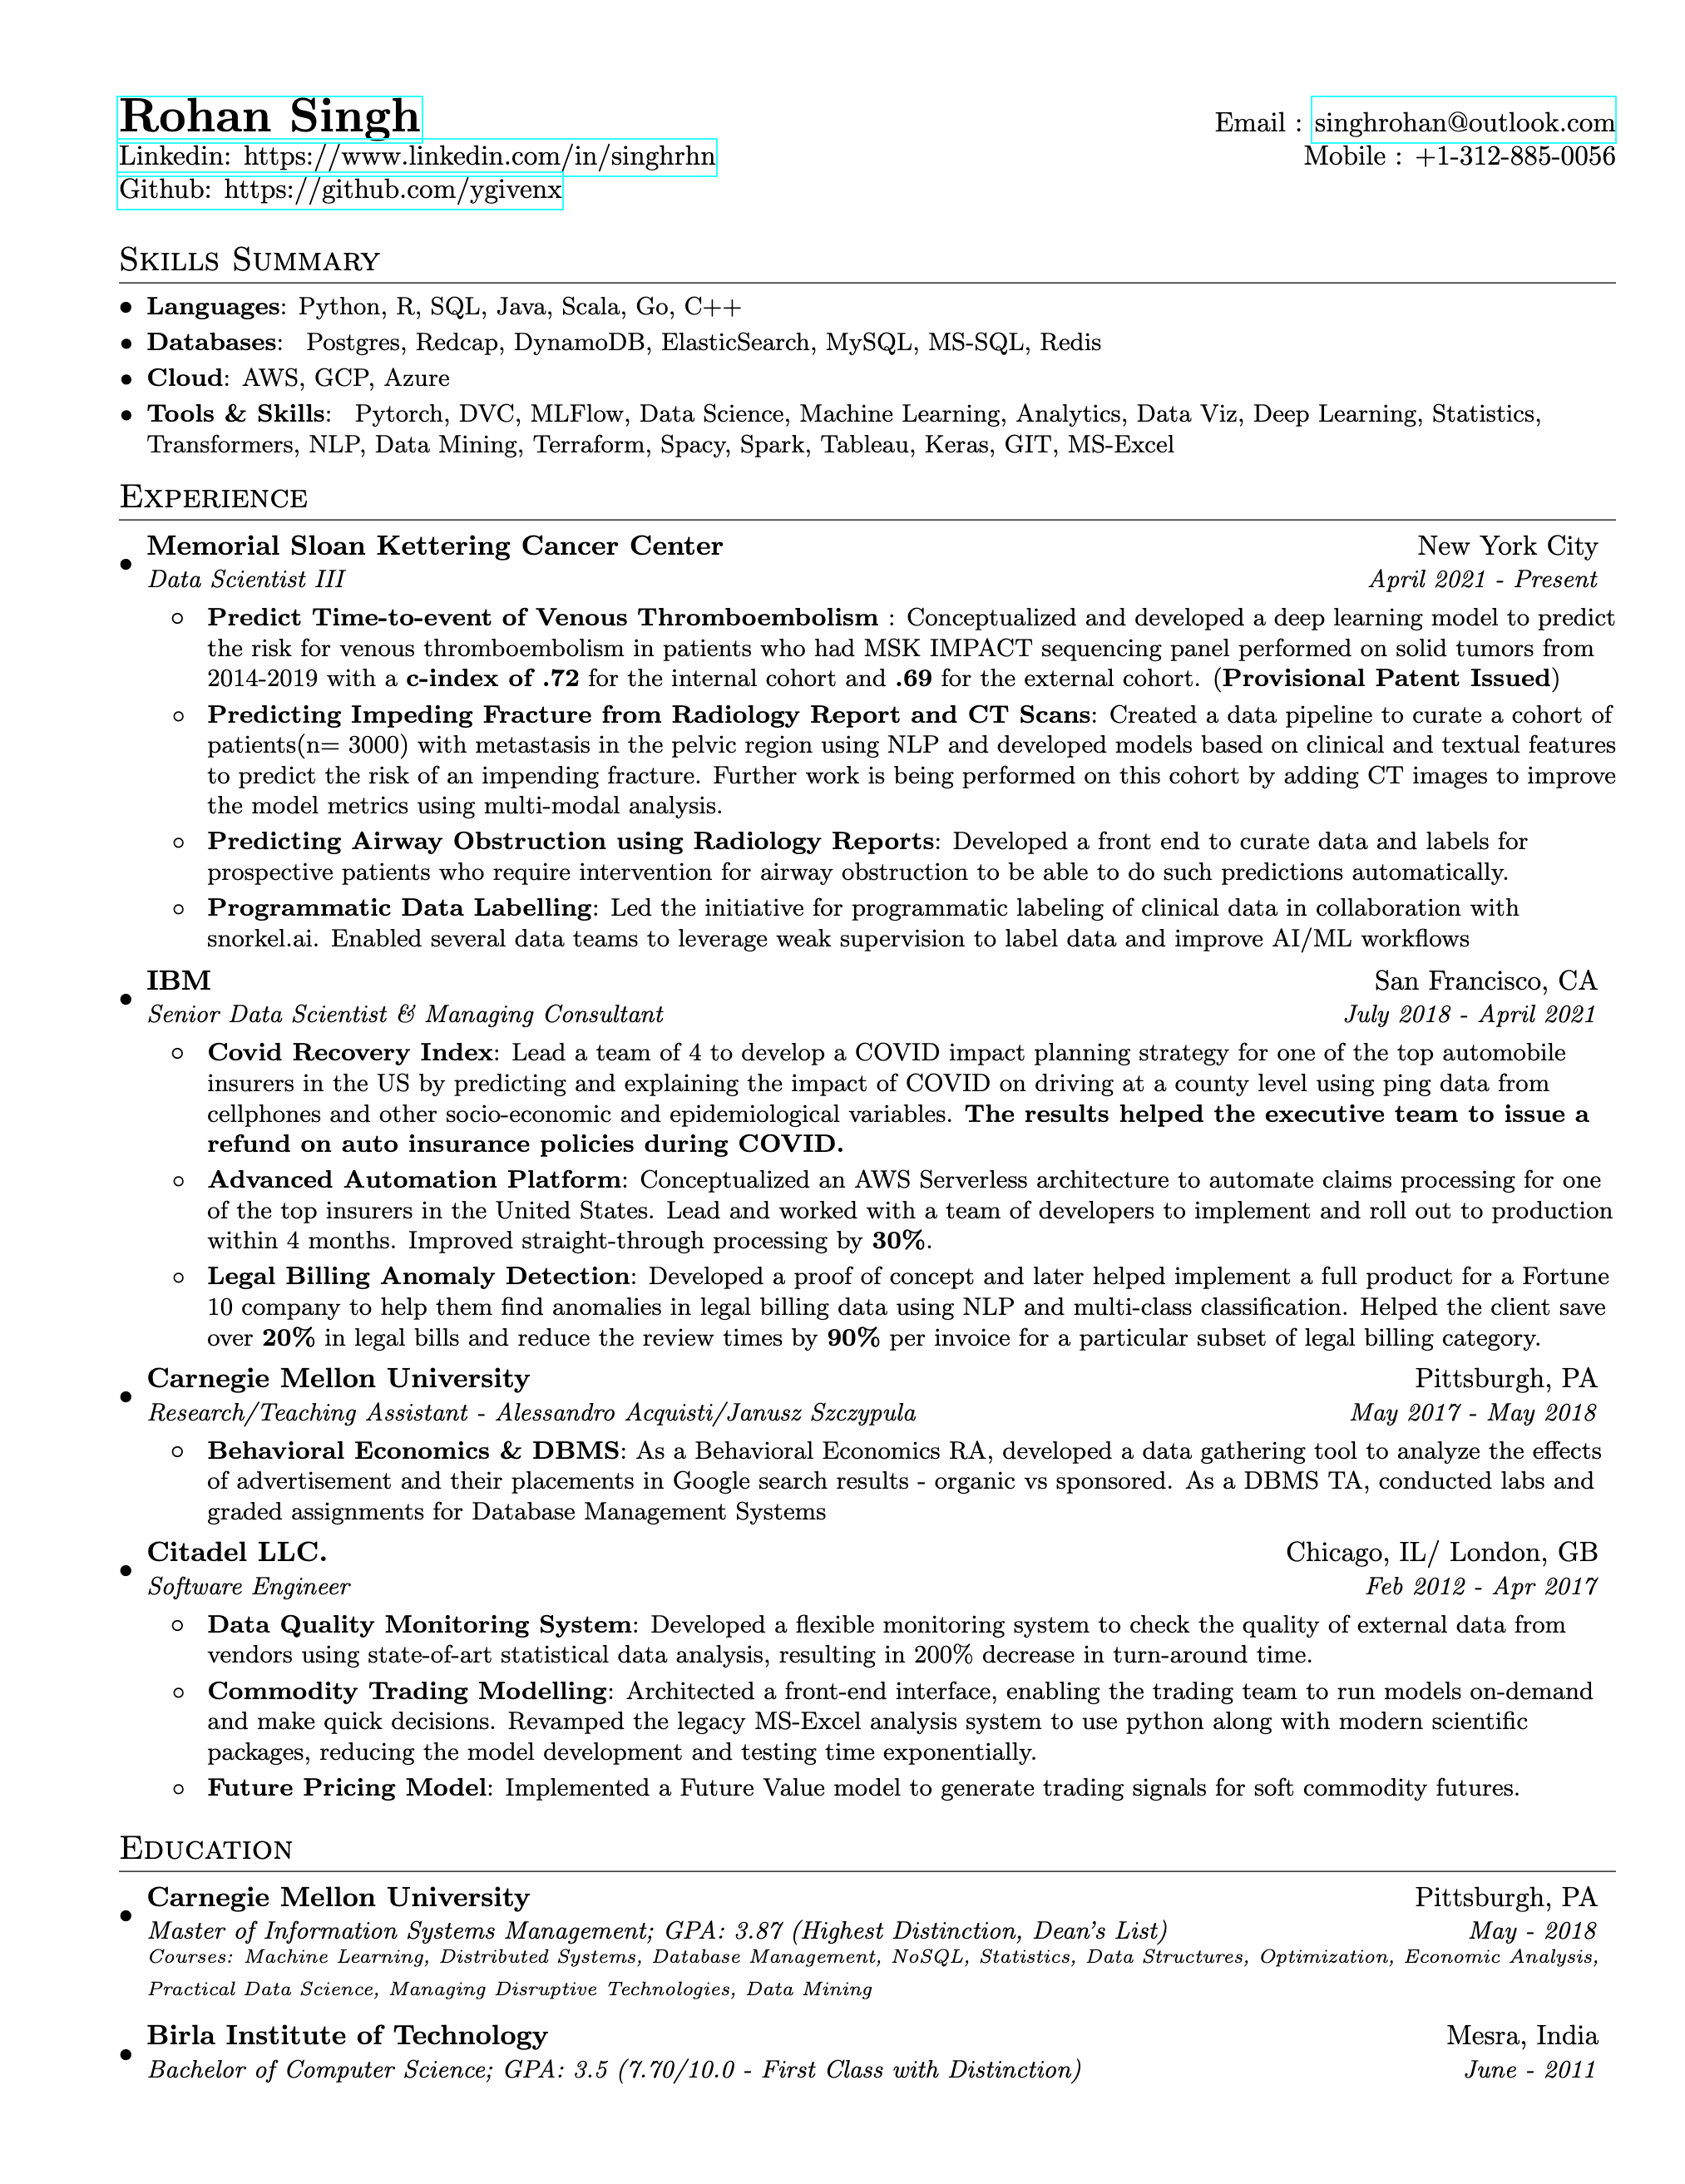 Rohan Singh
Email : singhrohan@outlook.com
Linkedin: https://www.linkedin.com/in/singhrhn
Mobile : +1-312-885-0056
Github: https://github.com/ygivenx
Skills Summary
• Languages: Python, R, SQL, Java, Scala, Go, C++
• Databases: Postgres, Redcap, DynamoDB, ElasticSearch, MySQL, MS-SQL, Redis
• Cloud: AWS, GCP, Azure
• Tools & Skills: Pytorch, DVC, MLFlow, Data Science, Machine Learning, Analytics, Data Viz, Deep Learning, Statistics,
Transformers, NLP, Data Mining, Terraform, Spacy, Spark, Tableau, Keras, GIT, MS-Excel
Experience
• Memorial Sloan Kettering Cancer Center New York City
Data Scientist III April 2021 - Present
◦ Predict Time-to-event of Venous Thromboembolism : Conceptualized and developed a deep learning model to predict
the risk for venous thromboembolism in patients who had MSK IMPACT sequencing panel performed on solid tumors from
2014-2019 with a c-index of .72 for the internal cohort and .69 for the external cohort. (Provisional Patent Issued)
◦ Predicting Impeding Fracture from Radiology Report and CT Scans: Created a data pipeline to curate a cohort of
patients(n= 3000) with metastasis in the pelvic region using NLP and developed models based on clinical and textual features
to predict the risk of an impending fracture. Further work is being performed on this cohort by adding CT images to improve
the model metrics using multi-modal analysis.
◦ Predicting Airway Obstruction using Radiology Reports: Developed a front end to curate data and labels for
prospective patients who require intervention for airway obstruction to be able to do such predictions automatically.
◦ Programmatic Data Labelling: Led the initiative for programmatic labeling of clinical data in collaboration with
snorkel.ai. Enabled several data teams to leverage weak supervision to label data and improve AI/ML workflows
• IBM San Francisco, CA
Senior Data Scientist & Managing Consultant July 2018 - April 2021
◦ Covid Recovery Index: Lead a team of 4 to develop a COVID impact planning strategy for one of the top automobile
insurers in the US by predicting and explaining the impact of COVID on driving at a county level using ping data from
cellphones and other socio-economic and epidemiological variables. The results helped the executive team to issue a
refund on auto insurance policies during COVID.
◦ Advanced Automation Platform: Conceptualized an AWS Serverless architecture to automate claims processing for one
of the top insurers in the United States. Lead and worked with a team of developers to implement and roll out to production
within 4 months. Improved straight-through processing by 30%.
◦ Legal Billing Anomaly Detection: Developed a proof of concept and later helped implement a full product for a Fortune
10 company to help them find anomalies in legal billing data using NLP and multi-class classification. Helped the client save
over 20% in legal bills and reduce the review times by 90% per invoice for a particular subset of legal billing category.
• Carnegie Mellon University Pittsburgh, PA
Research/Teaching Assistant - Alessandro Acquisti/Janusz Szczypula May 2017 - May 2018
◦ Behavioral Economics & DBMS: As a Behavioral Economics RA, developed a data gathering tool to analyze the effects
of advertisement and their placements in Google search results - organic vs sponsored. As a DBMS TA, conducted labs and
graded assignments for Database Management Systems
• Citadel LLC. Chicago, IL/ London, GB
Software Engineer Feb 2012 - Apr 2017
◦ Data Quality Monitoring System: Developed a flexible monitoring system to check the quality of external data from
vendors using state-of-art statistical data analysis, resulting in 200% decrease in turn-around time.
◦ Commodity Trading Modelling: Architected a front-end interface, enabling the trading team to run models on-demand
and make quick decisions. Revamped the legacy MS-Excel analysis system to use python along with modern scientific
packages, reducing the model development and testing time exponentially.
◦ Future Pricing Model: Implemented a Future Value model to generate trading signals for soft commodity futures.
Education
• Carnegie Mellon University Pittsburgh, PA
Master of Information Systems Management; GPA: 3.87 (Highest Distinction, Dean's List) May - 2018
Courses: Machine Learning, Distributed Systems, Database Management, NoSQL, Statistics, Data Structures, Optimization, Economic Analysis,
Practical Data Science, Managing Disruptive Technologies, Data Mining
• Birla Institute of Technology Mesra, India
Bachelor of Computer Science; GPA: 3.5 (7.70/10.0 - First Class with Distinction) June - 2011